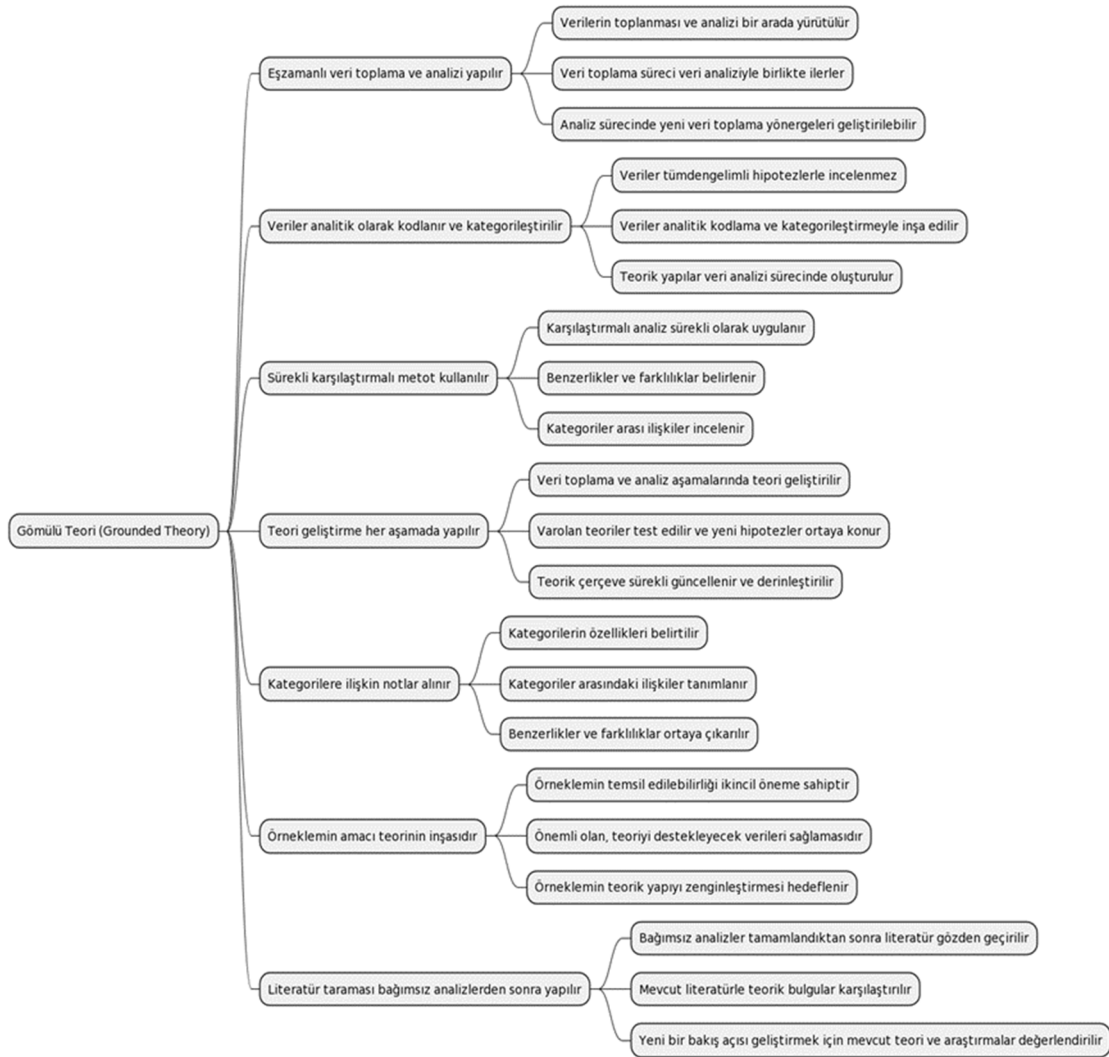 Gömülü Teori (Grounded Theory)
Eşzamanlı veri toplama ve analizi yapılır
Verilerin toplanması ve analizi bir arada yürütülür
Veri toplama süreci veri analiziyle birlikte ilerler
Analiz sürecinde yeni veri toplama yönergeleri geliştirilebilir
Veriler analitik olarak kodlanır ve kategorileştirilir
Veriler tümdengelimli hipotezlerle incelenmez
Veriler analitik kodlama ve kategorileştirmeyle inşa edilir
Teorik yapılar veri analizi sürecinde oluşturulur
Sürekli karşılaştırmalı metot kullanılır
Karşılaştırmalı analiz sürekli olarak uygulanır
Benzerlikler ve farklılıklar belirlenir
Kategoriler arası ilişkiler incelenir
Teori geliştirme her aşamada yapılır
Veri toplama ve analiz aşamalarında teori geliştirilir
Varolan teoriler test edilir ve yeni hipotezler ortaya konur
Teorik çerçeve sürekli güncellenir ve derinleştirilir
Kategorilere ilişkin notlar alınır
Kategorilerin özellikleri belirtilir
Kategoriler arasındaki ilişkiler tanımlanır
Benzerlikler ve farklılıklar ortaya çıkarılır
Örneklemin amacı teorinin inşasıdır
Örneklemin temsil edilebilirliği ikincil öneme sahiptir
Önemli olan, teoriyi destekleyecek verileri sağlamasıdır
Örneklemin teorik yapıyı zenginleştirmesi hedeflenir
Literatür taraması bağımsız analizlerden sonra yapılır
Bağımsız analizler tamamlandıktan sonra literatür gözden geçirilir
Mevcut literatürle teorik bulgular karşılaştırılır
Yeni bir bakış açısı geliştirmek için mevcut teori ve araştırmalar değerlendirilir